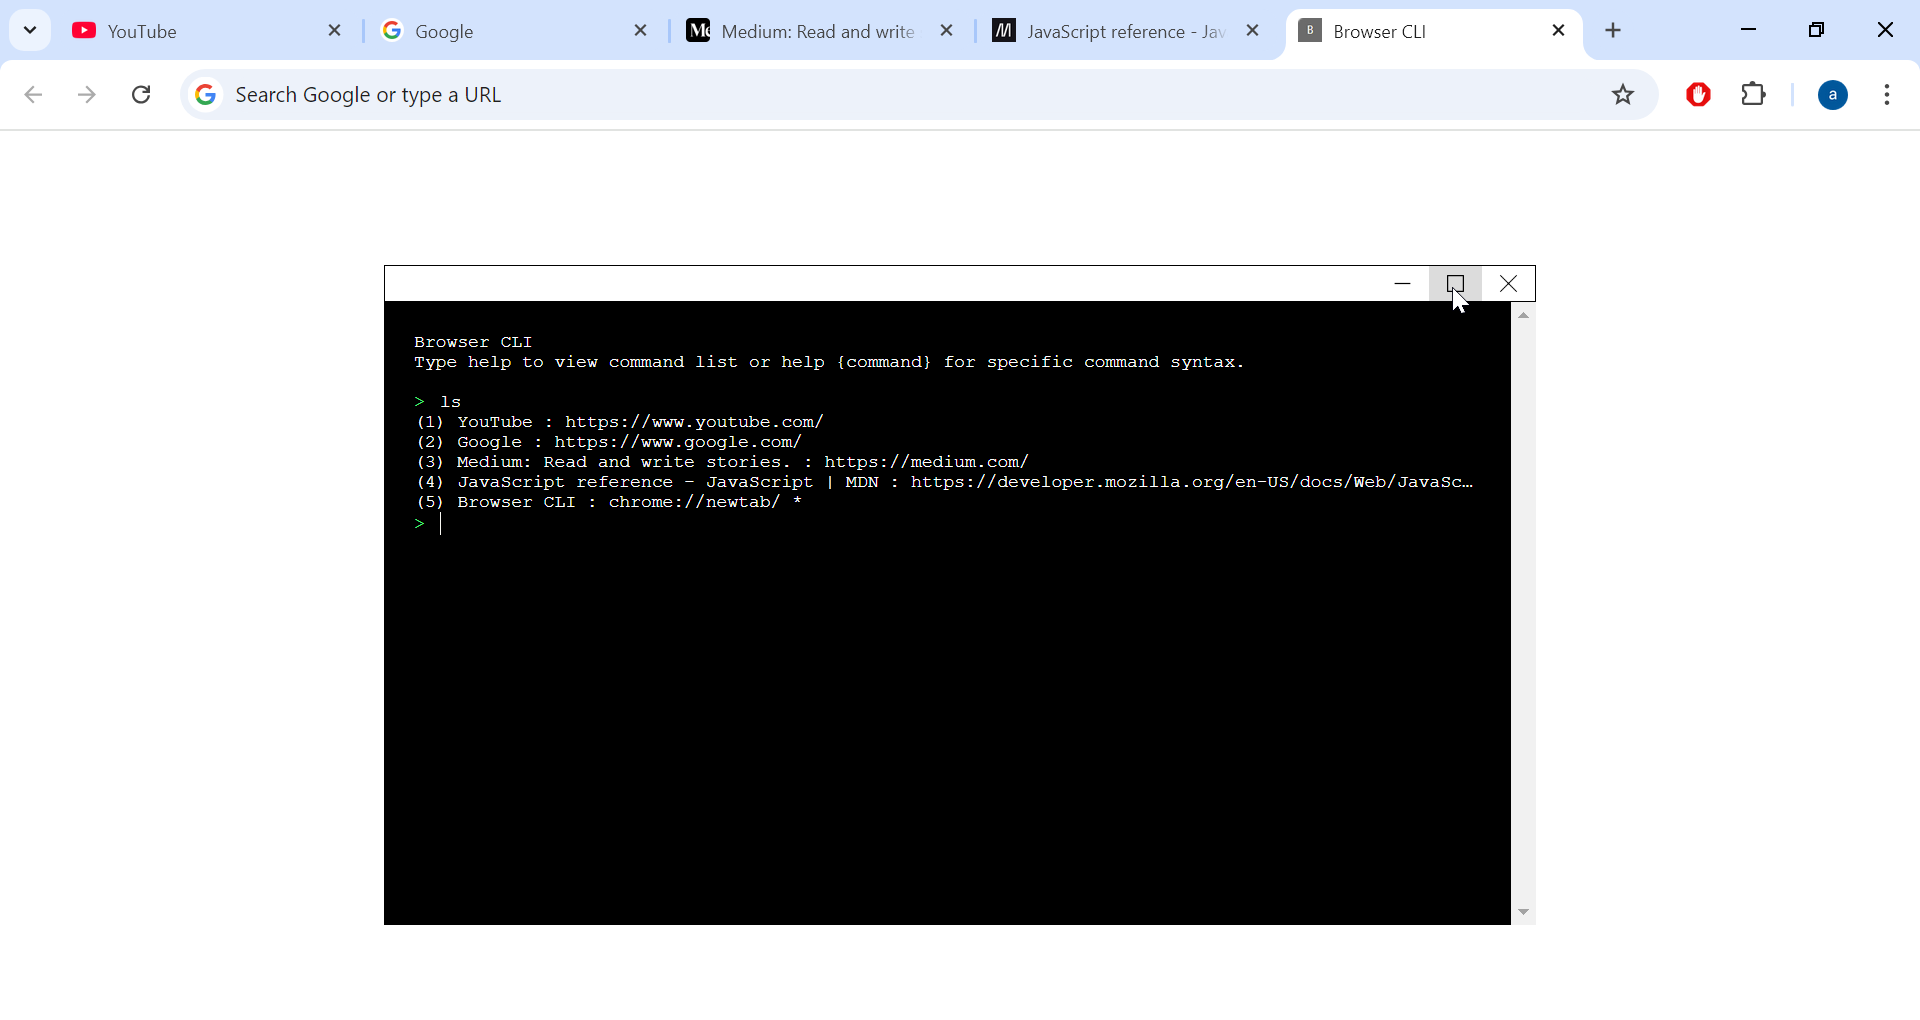 YouTube
Google
Medium: Read and write
JavaScript reference - Jav
B
Browser CLI
Search Google or type a URL
a
Browser CLI
Type help to view command list or help {command} for specific command syntax.
> ls
(1) YouTube : https://www.youtube.com/
(2) Google : https://www.google.com/
(3) Medium: Read and write stories. : https://medium.com/
(4) JavaScript reference - JavaScript | MDN : https://developer.mozilla.org/en-US/docs/Web/JavaSc…
(5) Browser CLI : chrome://newtab/ *
>